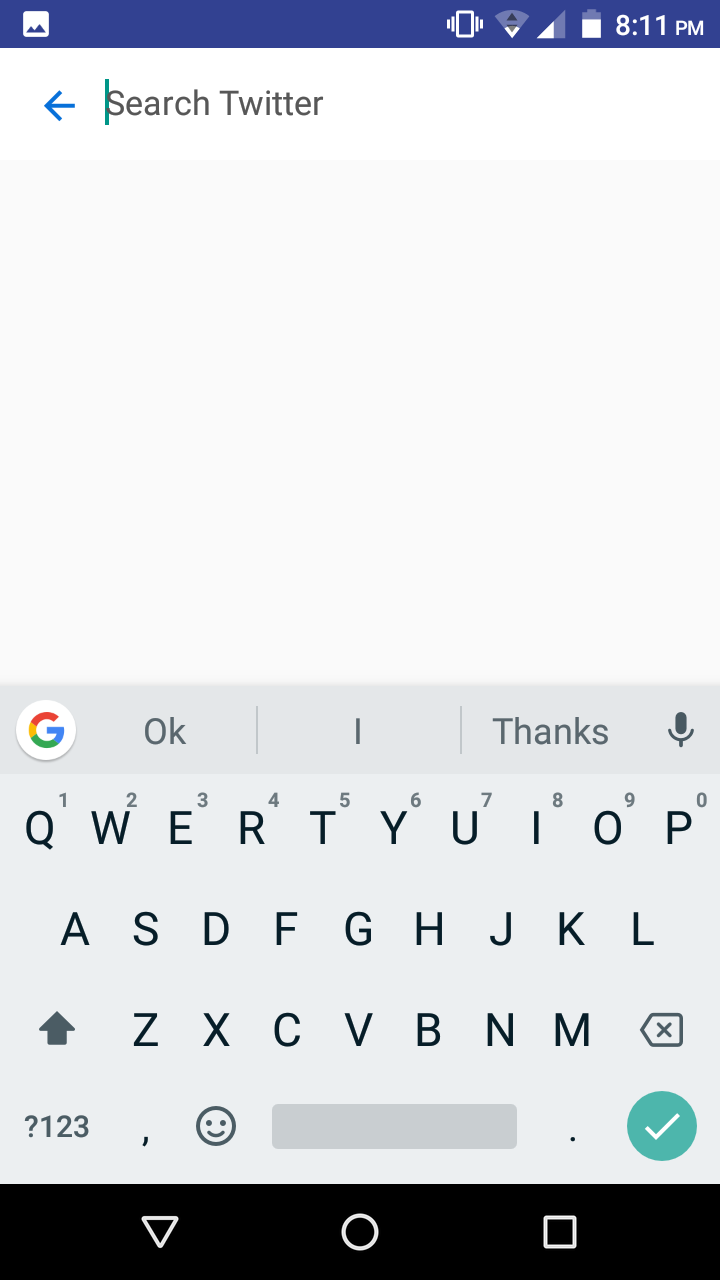 8:11 PM
Search Twitter
Ok I Thanks
1 2 3 4 5 6 7 8 9 0
Q W E R T Y U I O P
A S D F G H J K L
Z X C V B N M
?123 , .